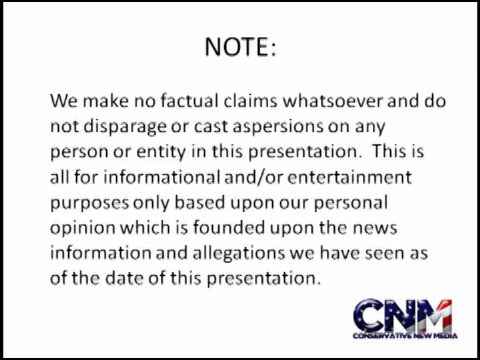 NOTE:
We make no factual claims whatsoever and do
not disparage or cast aspersions on any
person or entity in this presentation.  This is
all for informational and/or entertainment
purposes only based upon our personal
opinion which is founded upon the news
information and allegations we have seen as
of the date of this presentation.
CNM
CONSERVATIVE NEW MEDIA